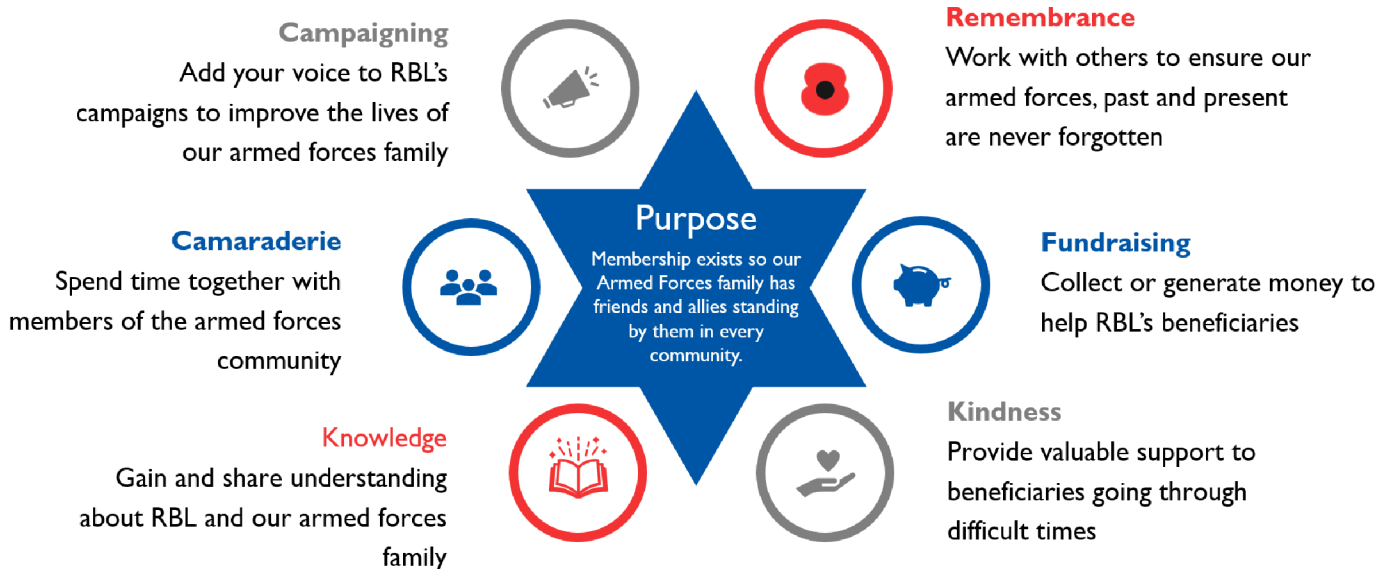 Campaigning
Add your voice to RBL's
campaigns to improve the lives of
our armed forces family
Remembrance
Work with others to ensure our
armed forces, past and present
are never forgotten
Camaraderie
Spend time together with
members of the armed forces
community
Purpose
Membership exists so our
Armed Forces family has
friends and allies standing
by them in every
community.
Fundraising
Collect or generate money to
help RBL's beneficiaries
Knowledge
Gain and share understanding
about RBL and our armed forces
family
Kindness
Provide valuable support to
beneficiaries going through
difficult times